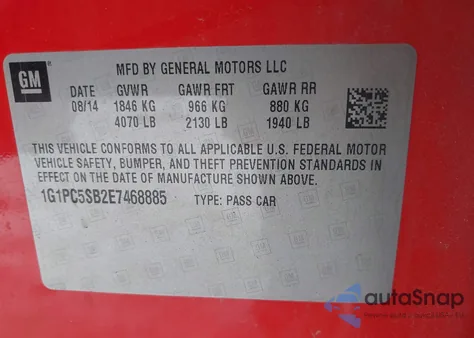 GM
MFD BY GENERAL MOTORS LLC
DATE GVWR GAWR FRT GAWR RR
08/14 1846 KG 966 KG 880 KG
4070 LB 2130 LB 1940 LB
THIS VEHICLE CONFORMS TO ALL APPLICABLE U.S. FEDERAL MOTOR
VEHICLE SAFETY, BUMPER, AND THEFT PREVENTION STANDARDS IN
EFFECT ON THE DATE OF MANUFACTURE SHOWN ABOVE.
1G1PC5SB2E7468885 TYPE: PASS CAR
autoSnap